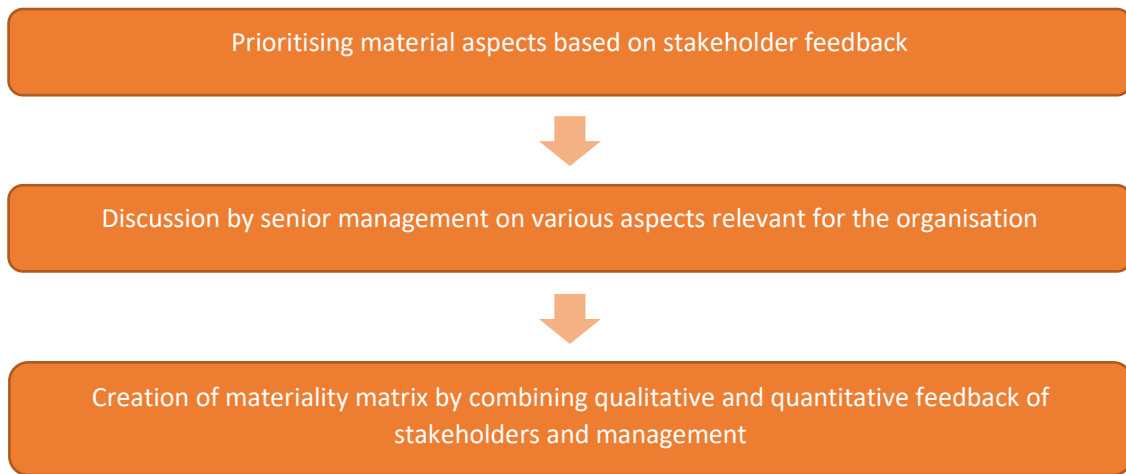 Prioritising material aspects based on stakeholder feedback
Discussion by senior management on various aspects relevant for the organisation
Creation of materiality matrix by combining qualitative and quantitative feedback of
stakeholders and management